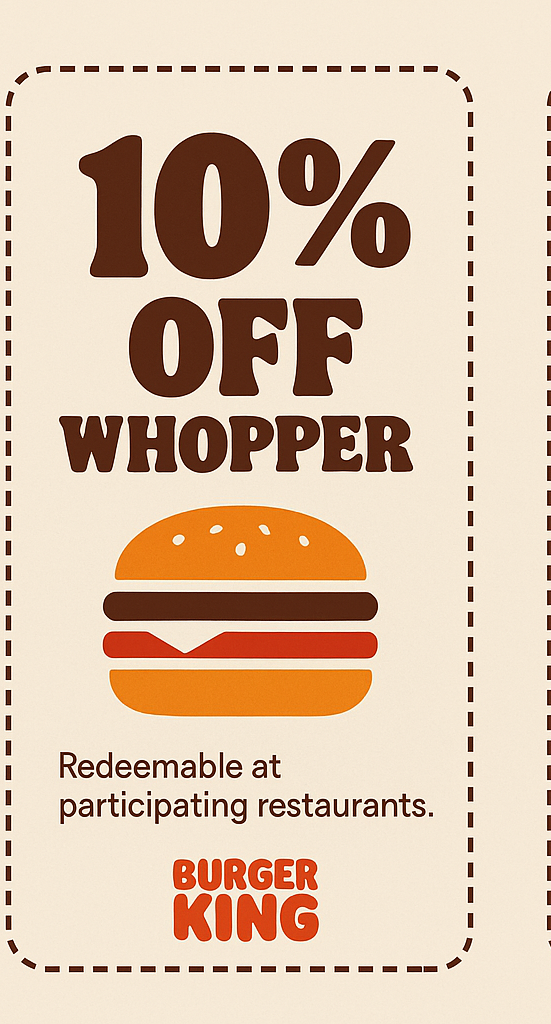 10%
OFF
WHOPPER
Redeemable at
participating restaurants.
BURGER
KING